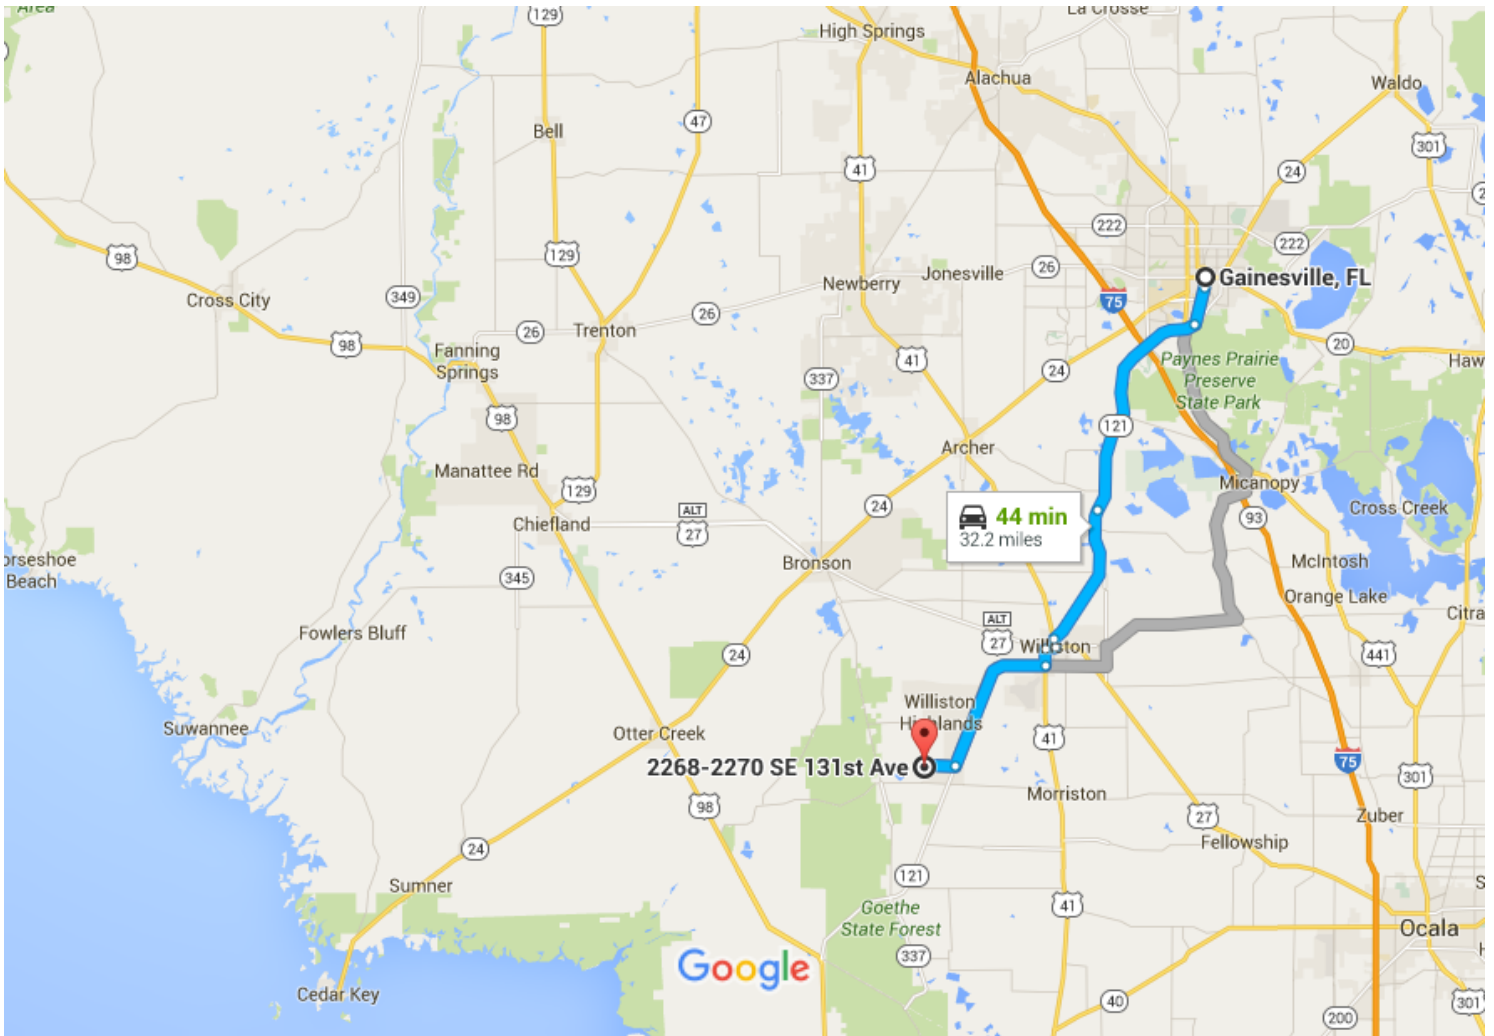 Area
129
High Springs
La Crosse
Alachua
Waldo
47
Bell
301
41
24
222
222
129
98
Jonesville
26
Gainesville, FL
Newberry
Cross City
349
75
26
26
Trenton
98
20
Fanning
Springs
41
Paynes Prairie
Preserve
State Park
Haw
24
337
98
121
Archer
Manattee Rd
Micanopy
129
24
Cross Creek
ALT
27
44 min
32.2 miles
93
Chiefland
orseshoe
Beach
Bronson
McIntosh
345
Orange Lake
Citra
ALT
27
Fowlers Bluff
Williston
24
441
Williston
Highlands
Suwannee
Otter Creek
41
75
2268-2270 SE 131st Ave
301
Morriston
98
27
Zuber
Fellowship
24
121
Sumner
41
Goethe
State Forest
Ocala
337
Google
Cedar Key
40
301
200